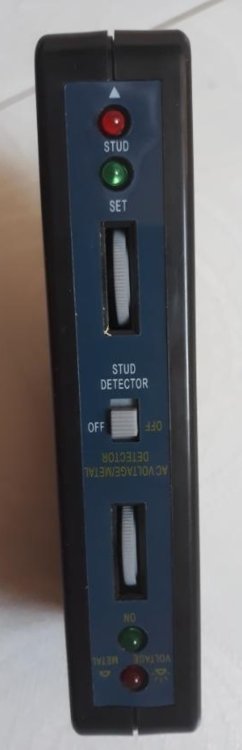 STUD
SET
STUD
DETECTOR
OFF
OFF
AC VOLTAGE/METAL
DETECTOR
ON
VOLTAGE
METAL